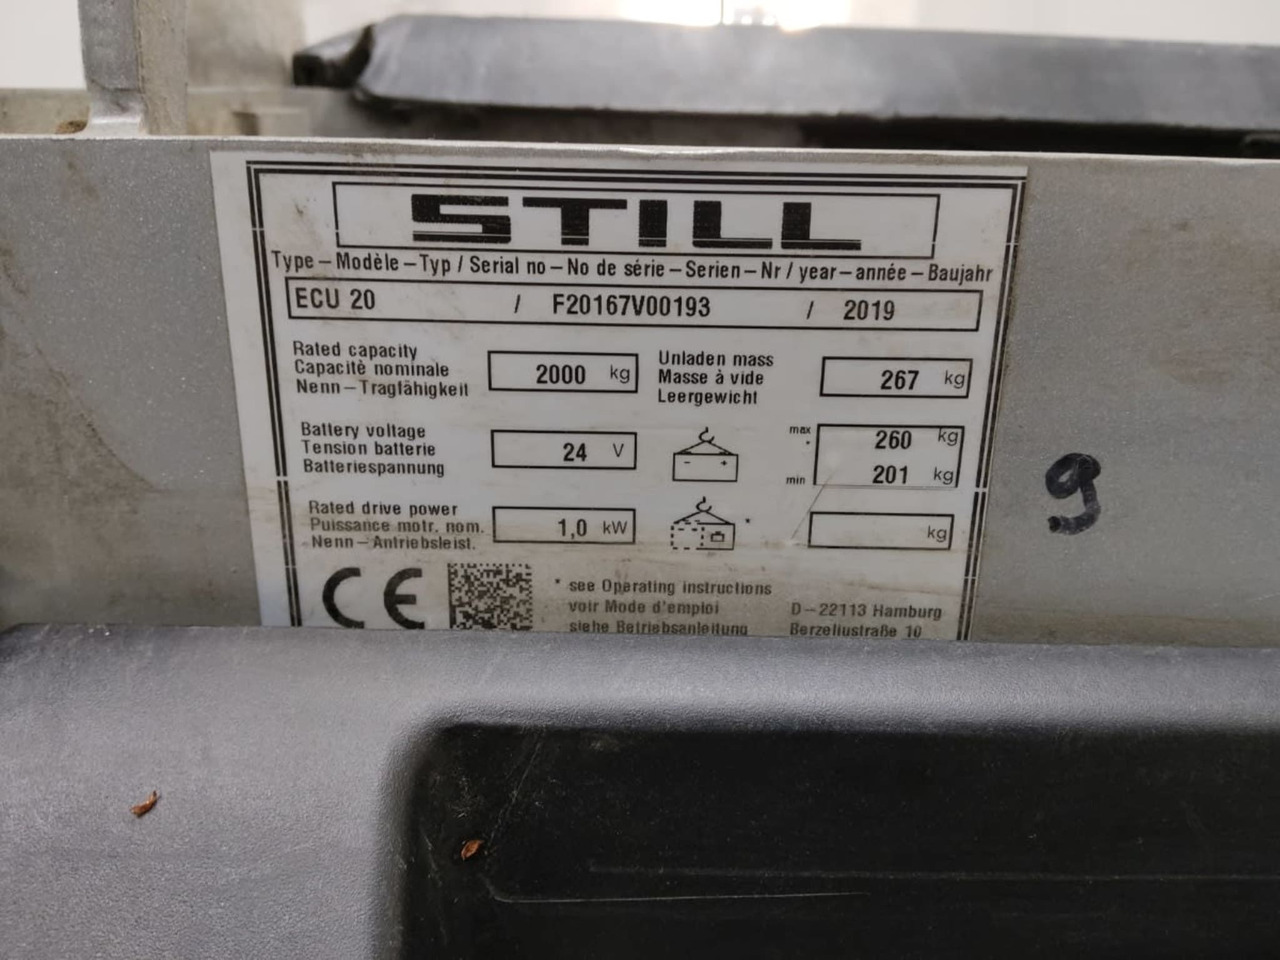 STILL
Type – Modèle – Typ / Serial no – No de série – Serien – Nr / year – année – Baujahr
ECU 20 / F20167V00193 / 2019
Rated capacity
Capacitè nominale
Nenn – Tragfähigkeit
2000 kg
Unladen mass
Masse à vide
Leergewicht
267 kg
Battery voltage
Tension batterie
Batteriespannung
24 V
- +
max 260 kg
*
min 201 kg
Rated drive power
Puissance motr. nom.
Nenn – Antriebsleist.
1,0 kW
*
kg
CE
* see Operating instructions
voir Mode d'emploi
siehe Betriebsanleitung
D – 22113 Hamburg
Berzeliustraße 10
9